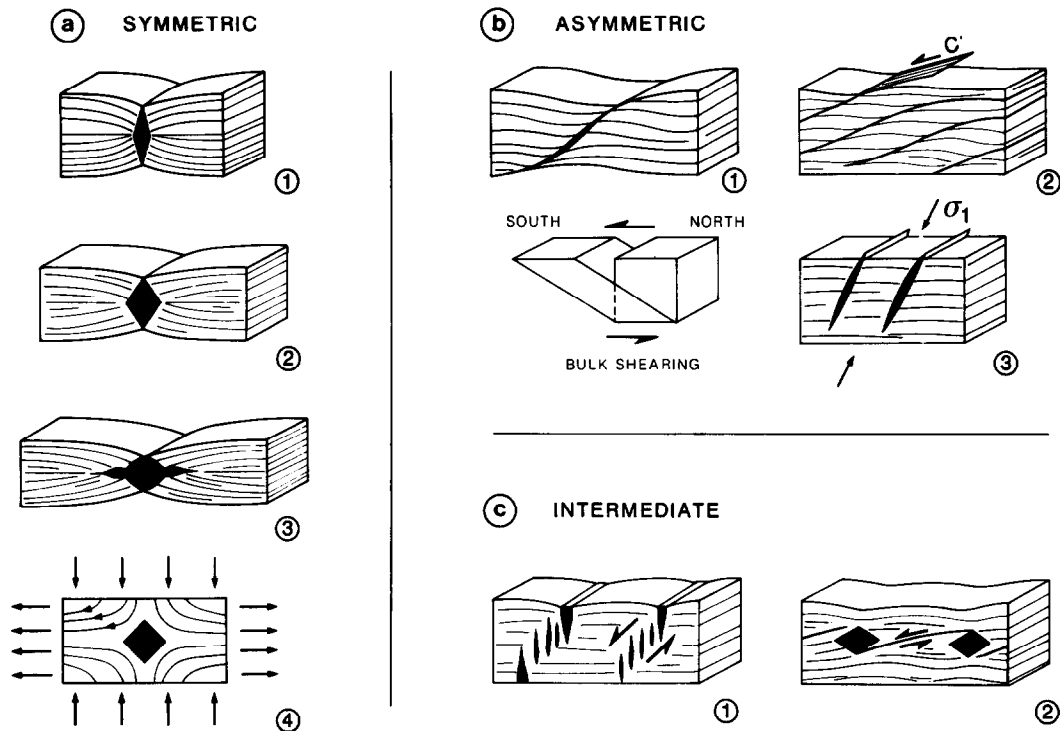 a SYMMETRIC
1
2
3
4
b ASYMMETRIC
1
C'
2
SOUTH NORTH
BULK SHEARING
σ1
3
c INTERMEDIATE
1
2